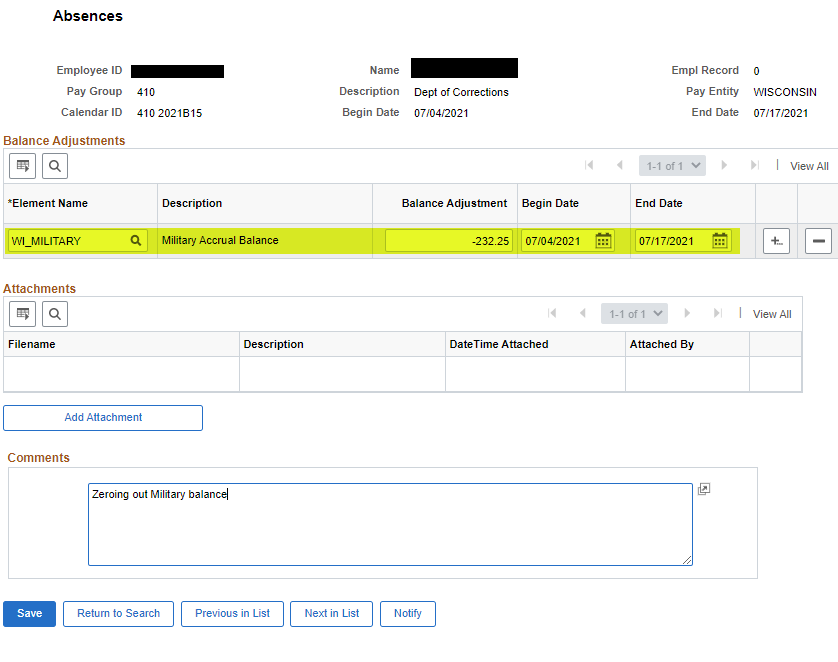 Absences
Employee ID Name Empl Record 0
Pay Group 410 Description Dept of Corrections Pay Entity WISCONSIN
Calendar ID 410 2021B15 Begin Date 07/04/2021 End Date 07/17/2021
Balance Adjustments
1-1 of 1 View All
*Element Name Description Balance Adjustment Begin Date End Date
WI_MILITARY Military Accrual Balance -232.25 07/04/2021 07/17/2021
Attachments
1-1 of 1 View All
Filename Description DateTime Attached Attached By
Add Attachment
Comments
Zeroing out Military balance
Save Return to Search Previous in List Next in List Notify